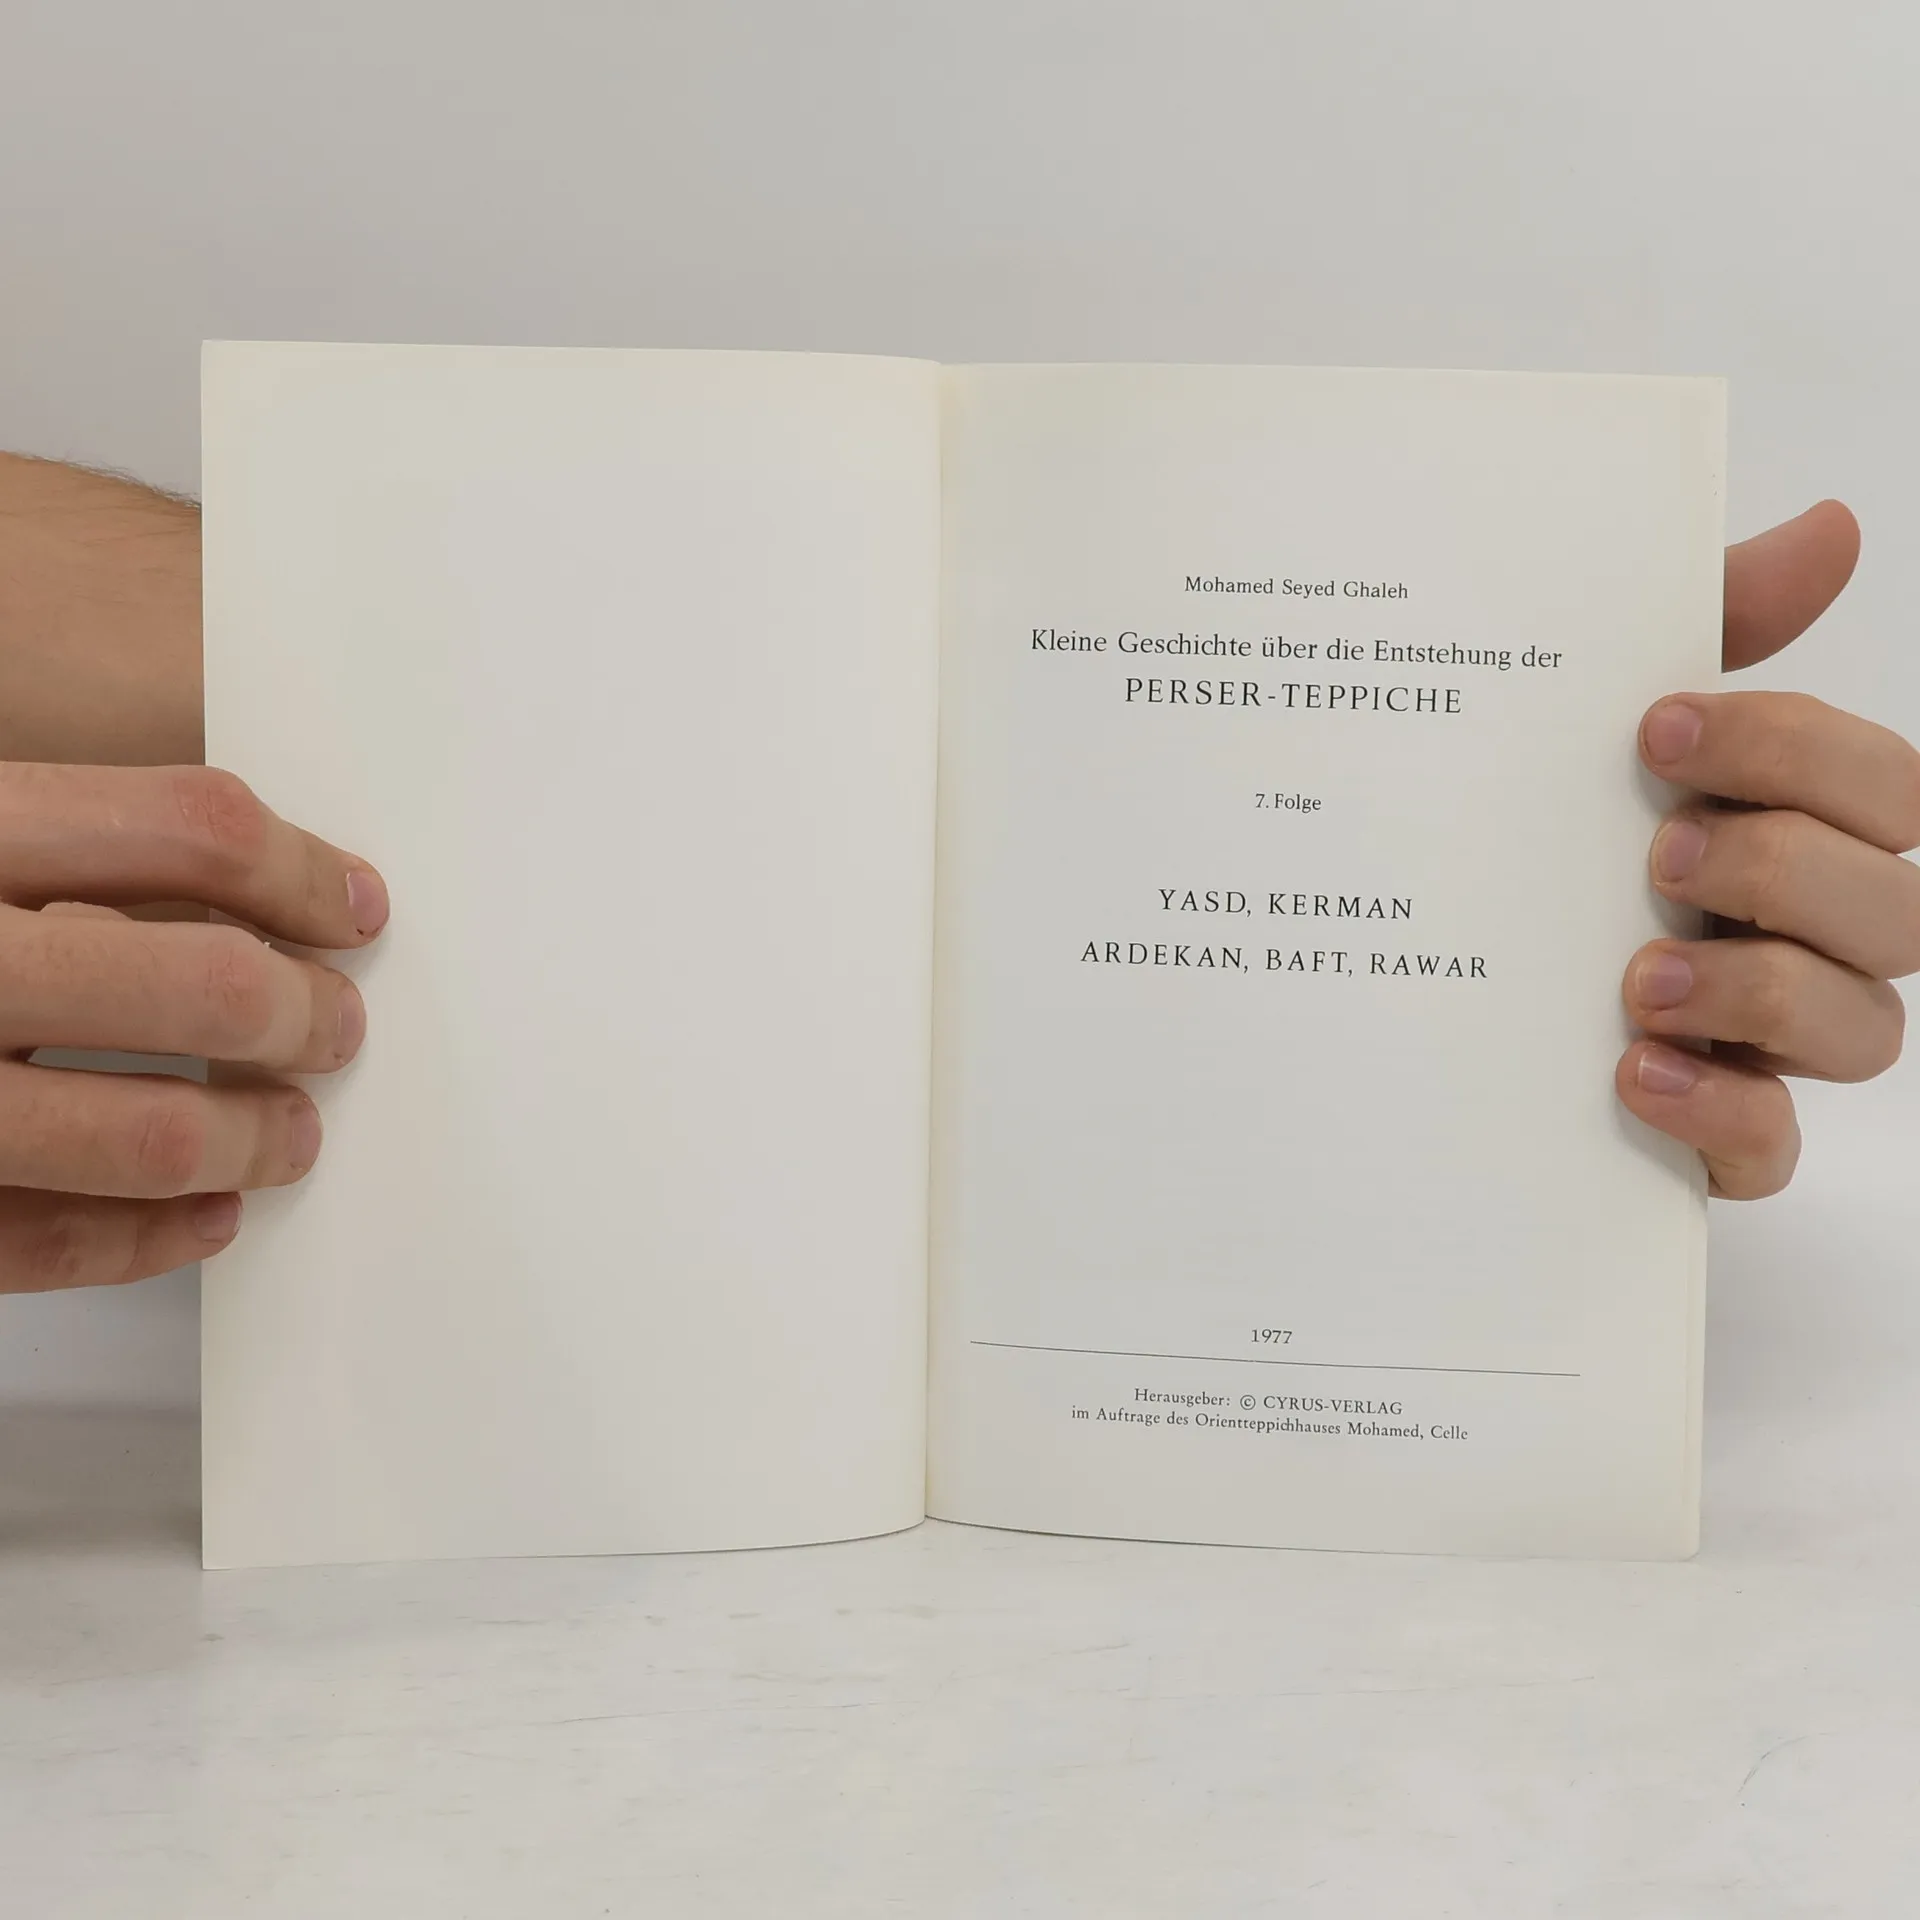 Mohamed Seyed Ghaleh
Kleine Geschichte über die Entstehung der
PERSER-TEPPICHE
7. Folge
YASD, KERMAN
ARDEKAN, BAFT, RAWAR
1977
Herausgeber: © CYRUS-VERLAG
im Auftrage des Orientteppichhauses Mohamed, Celle